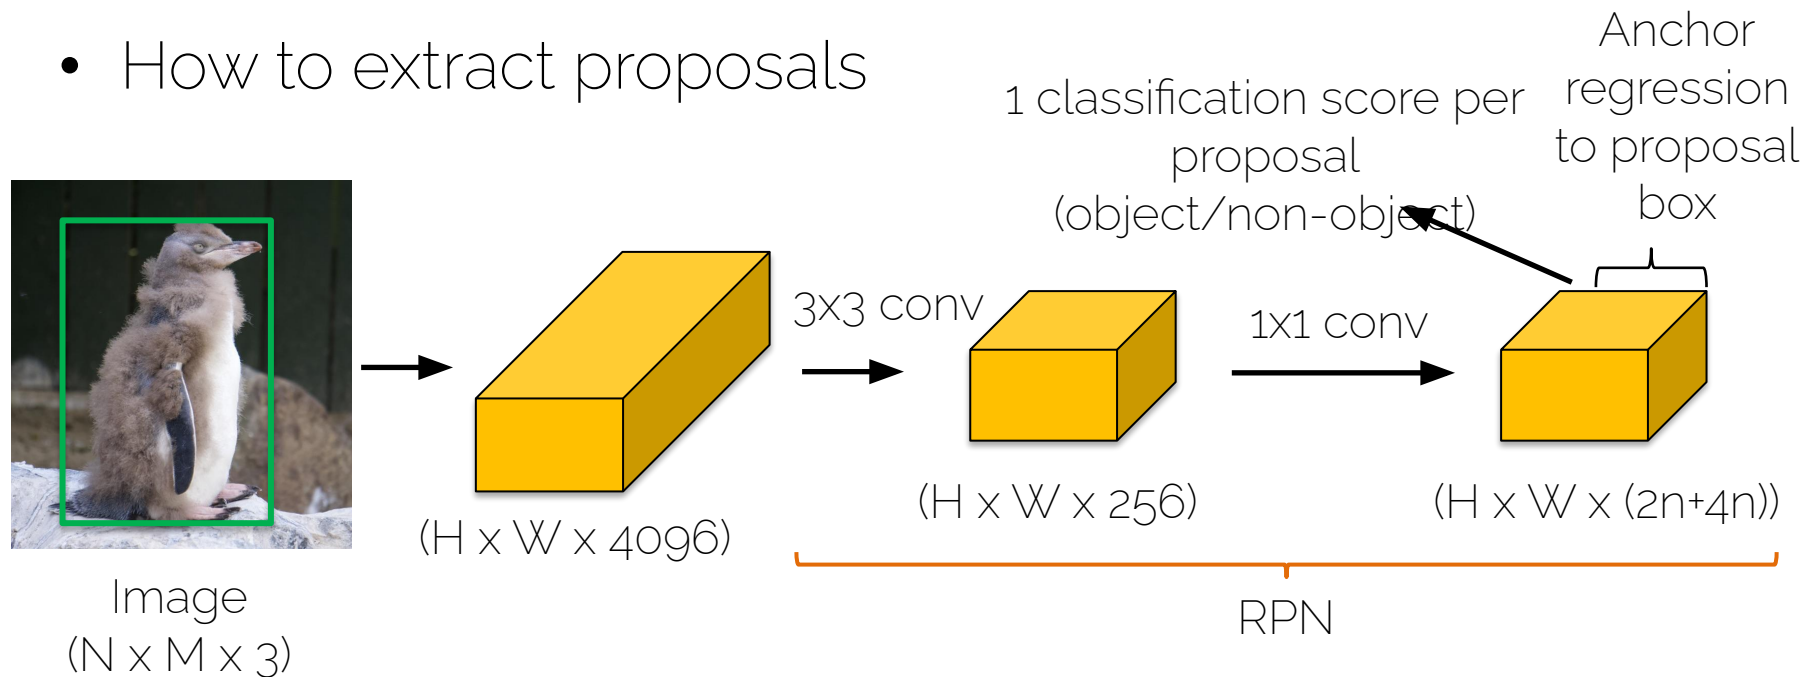 • How to extract proposals
1 classification score per
proposal
(object/non-object)
Anchor
regression
to proposal
box
3x3 conv
1x1 conv
(H x W x 4096)
(H x W x 256)
(H x W x (2n+4n))
Image
(N x M x 3)
RPN